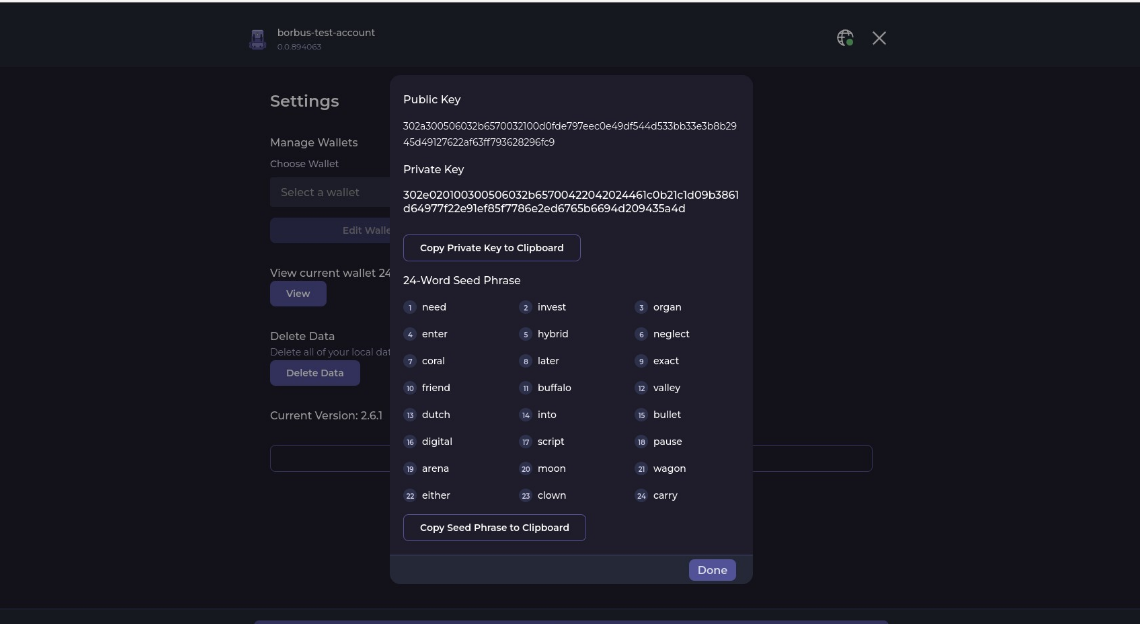 borbus-test-account
0.0.894063
Settings
Manage Wallets
Choose Wallet
Select a wallet
Edit Walle
View current wallet 24
View
Delete Data
Delete all of your local dat
Delete Data
Current Version: 2.6.1
Public Key
302a300506032b6570032100d0fde797eec0e49df544d533bb33e3b8b29
45d49127622af63ff793628296fc9
Private Key
302e020100300506032b65700422042024461c0b21c1d09b3861
d64977f22e91ef85f7786e2ed6765b6694d209435a4d
Copy Private Key to Clipboard
24-Word Seed Phrase
1 need 2 invest 3 organ
4 enter 5 hybrid 6 neglect
7 coral 8 later 9 exact
10 friend 11 buffalo 12 valley
13 dutch 14 into 15 bullet
16 digital 17 script 18 pause
19 arena 20 moon 21 wagon
22 either 23 clown 24 carry
Copy Seed Phrase to Clipboard
Done